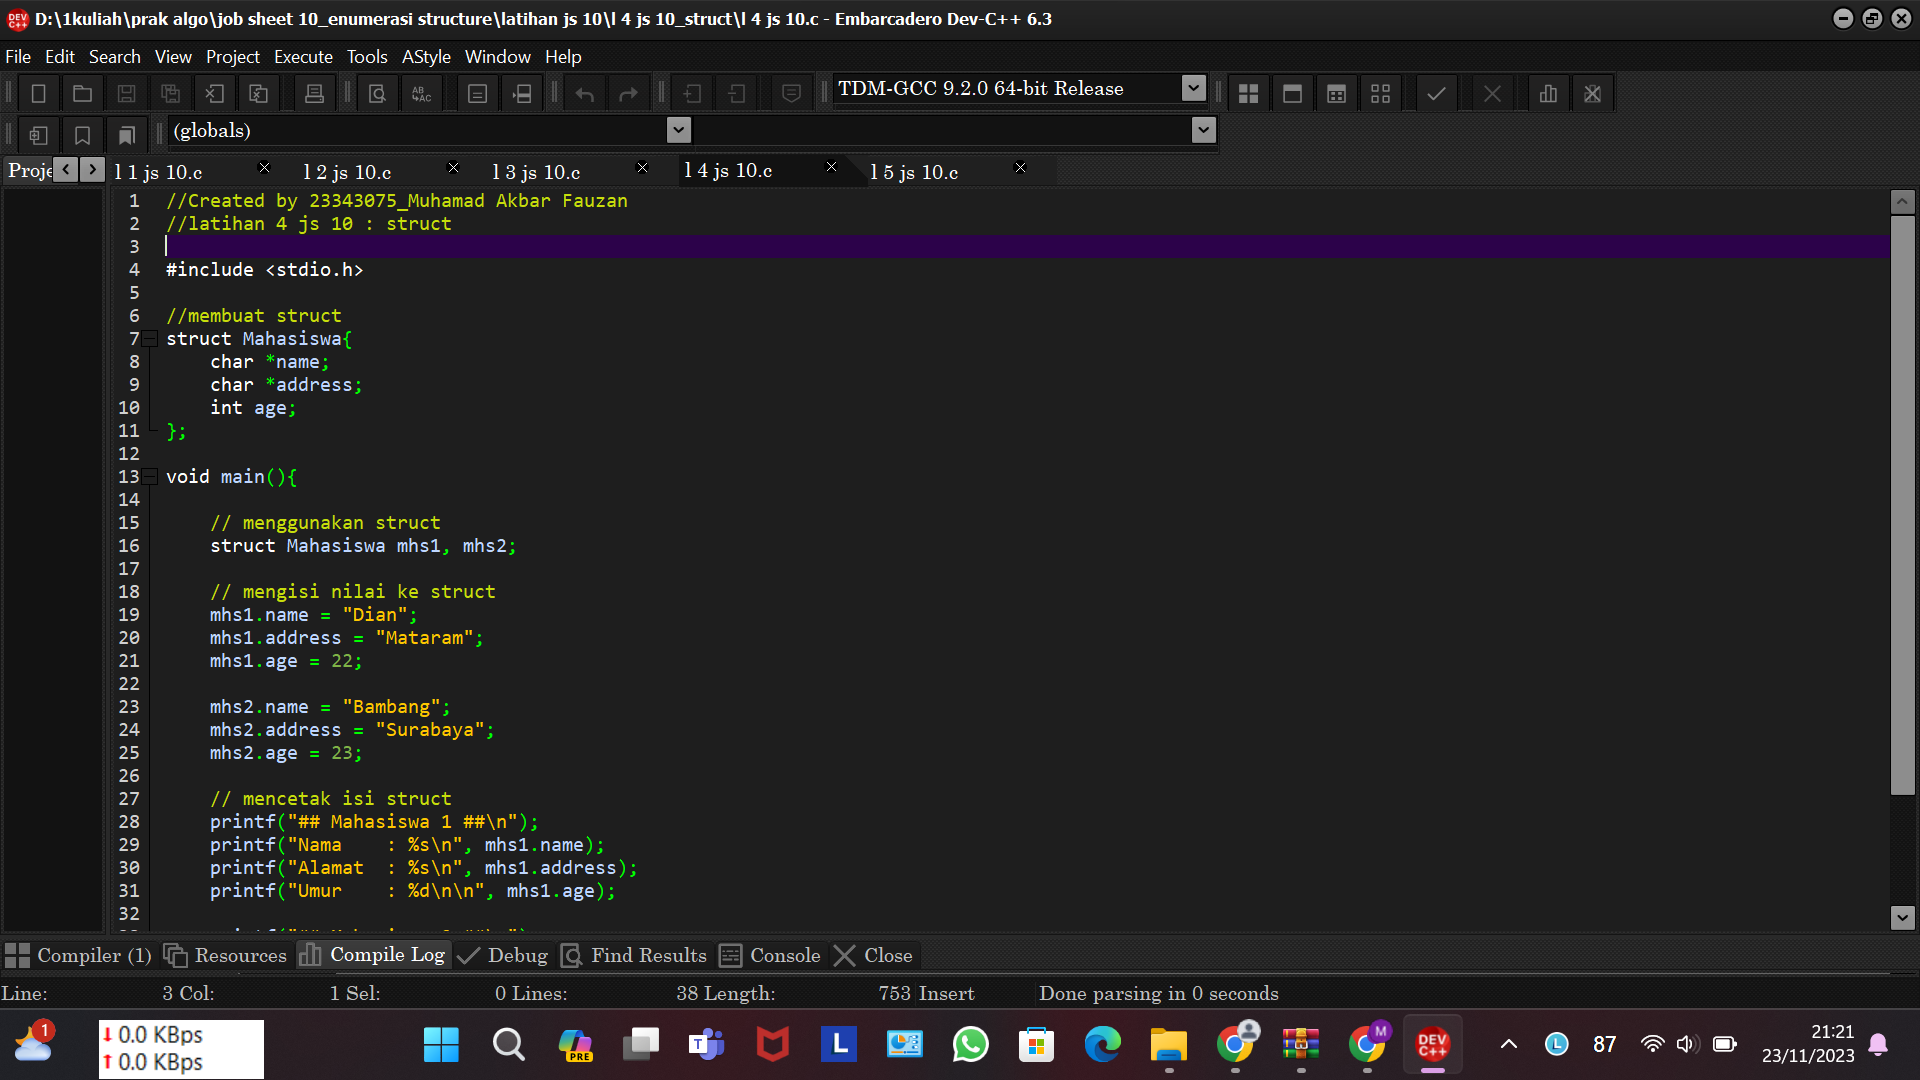 D:\1kuliah\prak algo\job sheet 10_enumerasi structure\latihan js 10\l 4 js 10_struct\l 4 js 10.c - Embarcadero Dev-C++ 6.3
File Edit Search View Project Execute Tools AStyle Window Help
TDM-GCC 9.2.0 64-bit Release
(globals)
Proje l 1 js 10.c l 2 js 10.c l 3 js 10.c l 4 js 10.c l 5 js 10.c
1 //Created by 23343075_Muhamad Akbar Fauzan
2 //latihan 4 js 10 : struct
3
4 #include <stdio.h>
5
6 //membuat struct
7 struct Mahasiswa{
8 char *name;
9 char *address;
10 int age;
11 };
12
13 void main(){
14
15 // menggunakan struct
16 struct Mahasiswa mhs1, mhs2;
17
18 // mengisi nilai ke struct
19 mhs1.name = "Dian";
20 mhs1.address = "Mataram";
21 mhs1.age = 22;
22
23 mhs2.name = "Bambang";
24 mhs2.address = "Surabaya";
25 mhs2.age = 23;
26
27 // mencetak isi struct
28 printf("## Mahasiswa 1 ##\n");
29 printf("Nama    : %s\n", mhs1.name);
30 printf("Alamat  : %s\n", mhs1.address);
31 printf("Umur    : %d\n\n", mhs1.age);
32
Compiler (1) Resources Compile Log Debug Find Results Console Close
Line: 3 Col: 1 Sel: 0 Lines: 38 Length: 753 Insert Done parsing in 0 seconds
1
0.0 KBps
0.0 KBps
PRE
T
L
M
DEV C++
L
87
21:21
23/11/2023